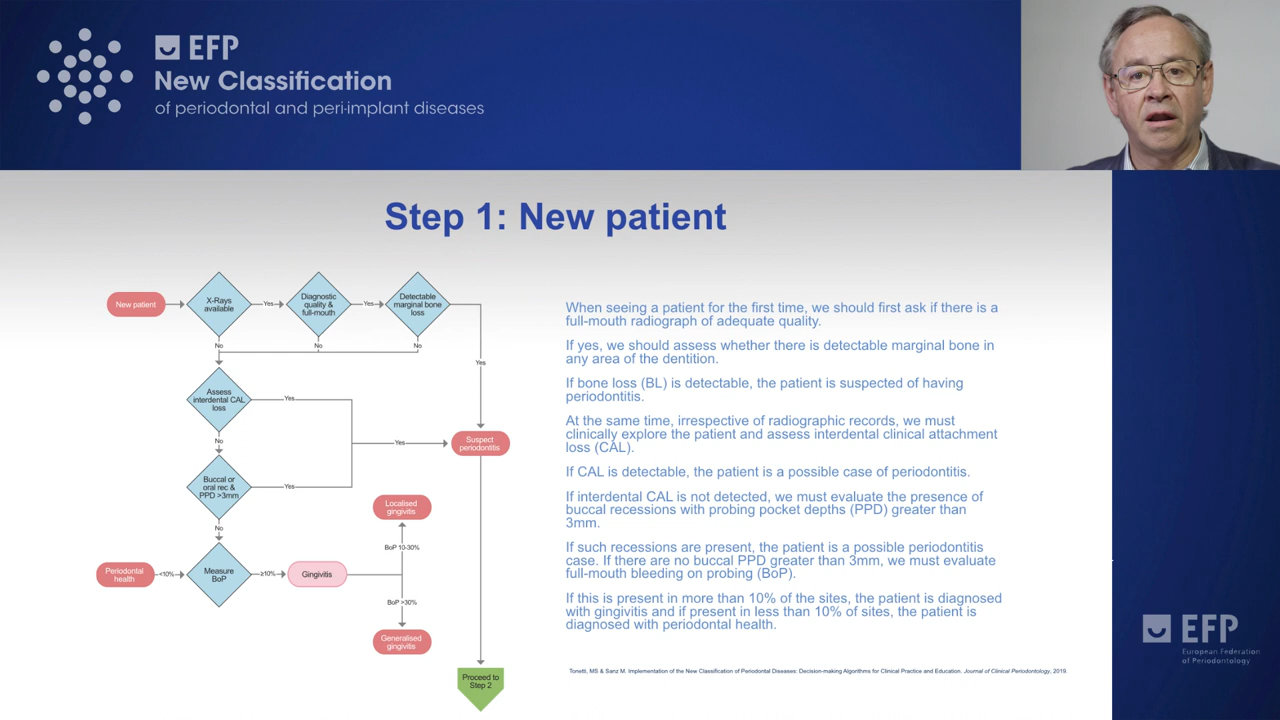 EFP
New Classification
of periodontal and peri-implant diseases
Step 1: New patient
New patient
X-Rays
available
Yes
Diagnostic
quality &
full-mouth
Yes
Detectable
marginal bone
loss
No
No
No
Yes
Assess
interdental CAL
loss
Yes
No
Yes
Suspect
periodontitis
Buccal or
oral rec &
PPD >3mm
Yes
No
Localised
gingivitis
BoP 10-30%
Periodontal
health
<10%
Measure
BoP
≥10%
Gingivitis
BoP >30%
Generalised
gingivitis
Proceed to
Step 2
When seeing a patient for the first time, we should first ask if there is a
full-mouth radiograph of adequate quality.
If yes, we should assess whether there is detectable marginal bone in
any area of the dentition.
If bone loss (BL) is detectable, the patient is suspected of having
periodontitis.
At the same time, irrespective of radiographic records, we must
clinically explore the patient and assess interdental clinical attachment
loss (CAL).
If CAL is detectable, the patient is a possible case of periodontitis.
If interdental CAL is not detected, we must evaluate the presence of
buccal recessions with probing pocket depths (PPD) greater than
3mm.
If such recessions are present, the patient is a possible periodontitis
case. If there are no buccal PPD greater than 3mm, we must evaluate
full-mouth bleeding on probing (BoP).
If this is present in more than 10% of the sites, the patient is diagnosed
with gingivitis and if present in less than 10% of sites, the patient is
diagnosed with periodontal health.
Tonetti, MS & Sanz M. Implementation of the New Classification of Periodontal Diseases: Decision-making Algorithms for Clinical Practice and Education. Journal of Clinical Periodontology, 2019.
EFP
European Federation
of Periodontology